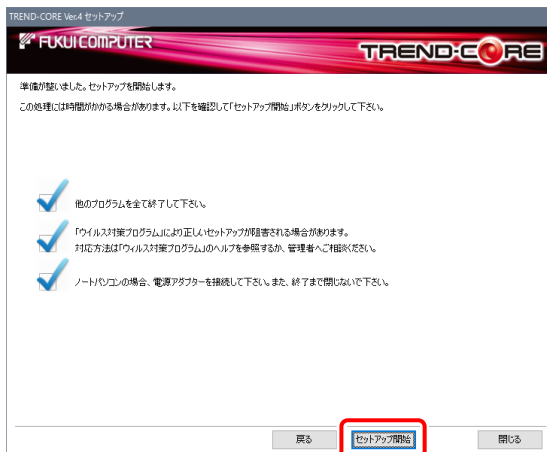 TREND-CORE Ver.4 セットアップ
FUKUI COMPUTER
TREND-CORE
準備が整いました。セットアップを開始します。
この処理には時間がかかる場合があります。以下を確認して「セットアップ開始」ボタンをクリックして下さい。
他のプログラムを全て終了して下さい。
「ウイルス対策プログラム」により正しいセットアップが阻害される場合があります。
対応方法は「ウィルス対策プログラム」のヘルプを参照するか、管理者へご相談ください。
ノートパソコンの場合、電源アダプターを接続して下さい。また、終了まで閉じないで下さい。
戻る
セットアップ開始
閉じる